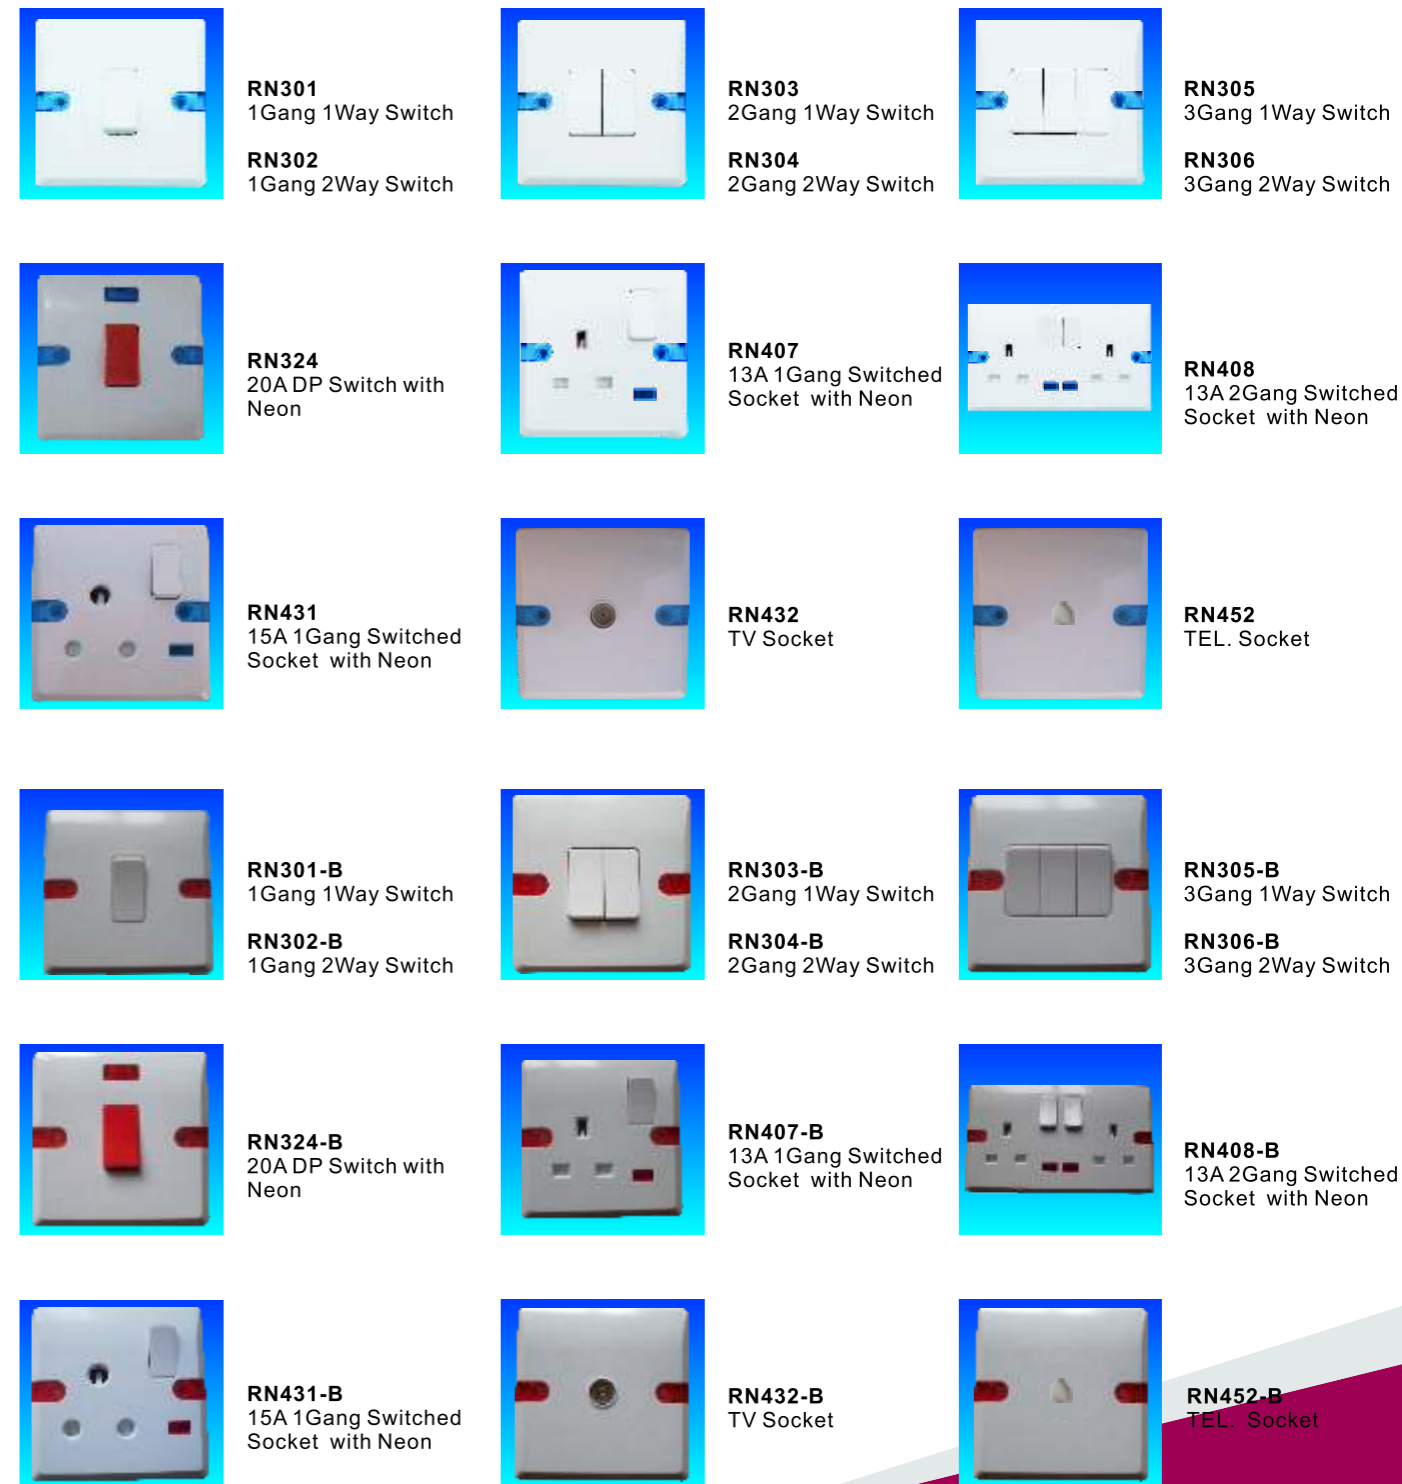 RN301
1Gang 1Way Switch
RN302
1Gang 2Way Switch
RN303
2Gang 1Way Switch
RN304
2Gang 2Way Switch
RN305
3Gang 1Way Switch
RN306
3Gang 2Way Switch
RN324
20A DP Switch with
Neon
RN407
13A 1Gang Switched
Socket with Neon
RN408
13A 2Gang Switched
Socket with Neon
RN431
15A 1Gang Switched
Socket with Neon
RN432
TV Socket
RN452
TEL. Socket
RN301-B
1Gang 1Way Switch
RN302-B
1Gang 2Way Switch
RN303-B
2Gang 1Way Switch
RN304-B
2Gang 2Way Switch
RN305-B
3Gang 1Way Switch
RN306-B
3Gang 2Way Switch
RN324-B
20A DP Switch with
Neon
RN407-B
13A 1Gang Switched
Socket with Neon
RN408-B
13A 2Gang Switched
Socket with Neon
RN431-B
15A 1Gang Switched
Socket with Neon
RN432-B
TV Socket
RN452-B
TEL. Socket